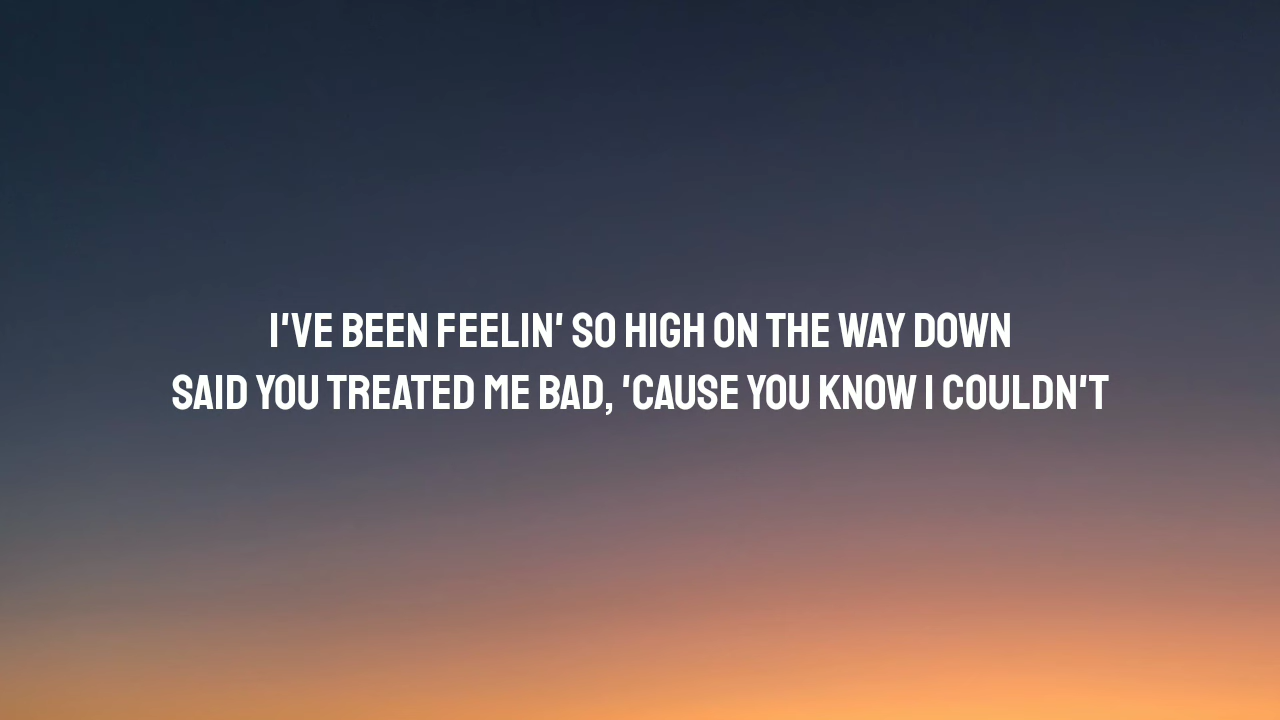 I'VE BEEN FEELIN' SO HIGH ON THE WAY DOWN
SAID YOU TREATED ME BAD, 'CAUSE YOU KNOW I COULDN'T